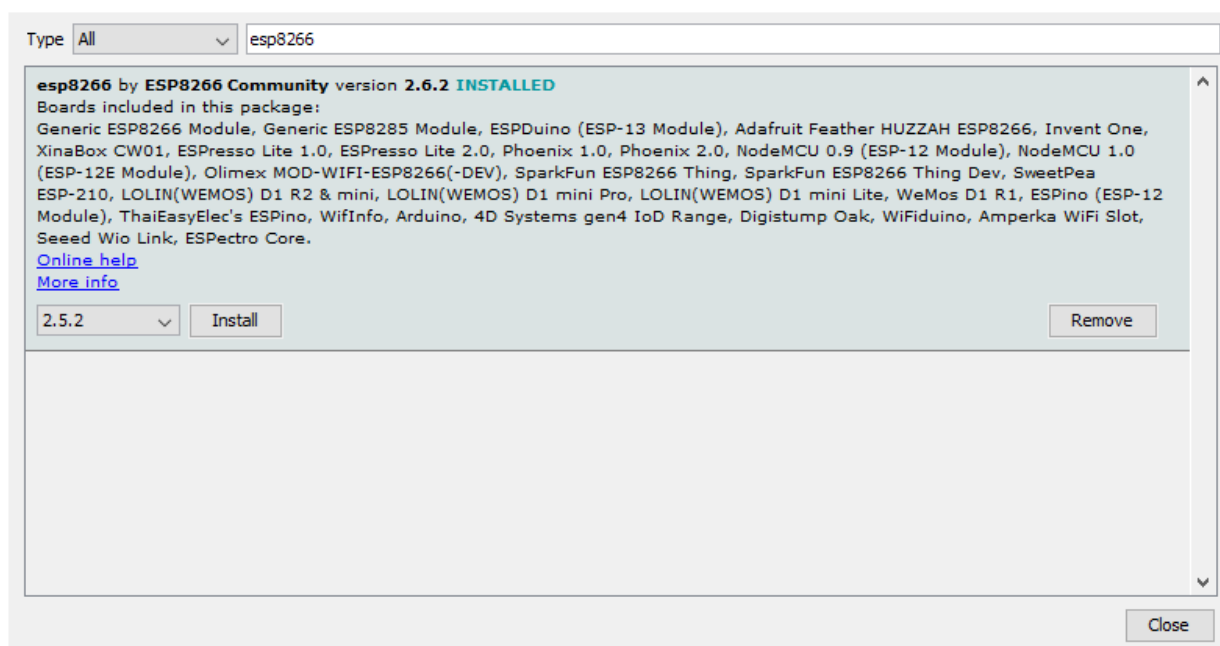 Type All esp8266
esp8266 by ESP8266 Community version 2.6.2 INSTALLED
Boards included in this package:
Generic ESP8266 Module, Generic ESP8285 Module, ESPDuino (ESP-13 Module), Adafruit Feather HUZZAH ESP8266, Invent One,
XinaBox CW01, ESPresso Lite 1.0, ESPresso Lite 2.0, Phoenix 1.0, Phoenix 2.0, NodeMCU 0.9 (ESP-12 Module), NodeMCU 1.0
(ESP-12E Module), Olimex MOD-WIFI-ESP8266(-DEV), SparkFun ESP8266 Thing, SparkFun ESP8266 Thing Dev, SweetPea
ESP-210, LOLIN(WEMOS) D1 R2 & mini, LOLIN(WEMOS) D1 mini Pro, LOLIN(WEMOS) D1 mini Lite, WeMos D1 R1, ESPino (ESP-12
Module), ThaiEasyElec's ESPino, WifInfo, Arduino, 4D Systems gen4 IoD Range, Digistump Oak, WiFiduino, Amperka WiFi Slot,
Seeed Wio Link, ESPectro Core.
Online help
More info
2.5.2 Install Remove
Close